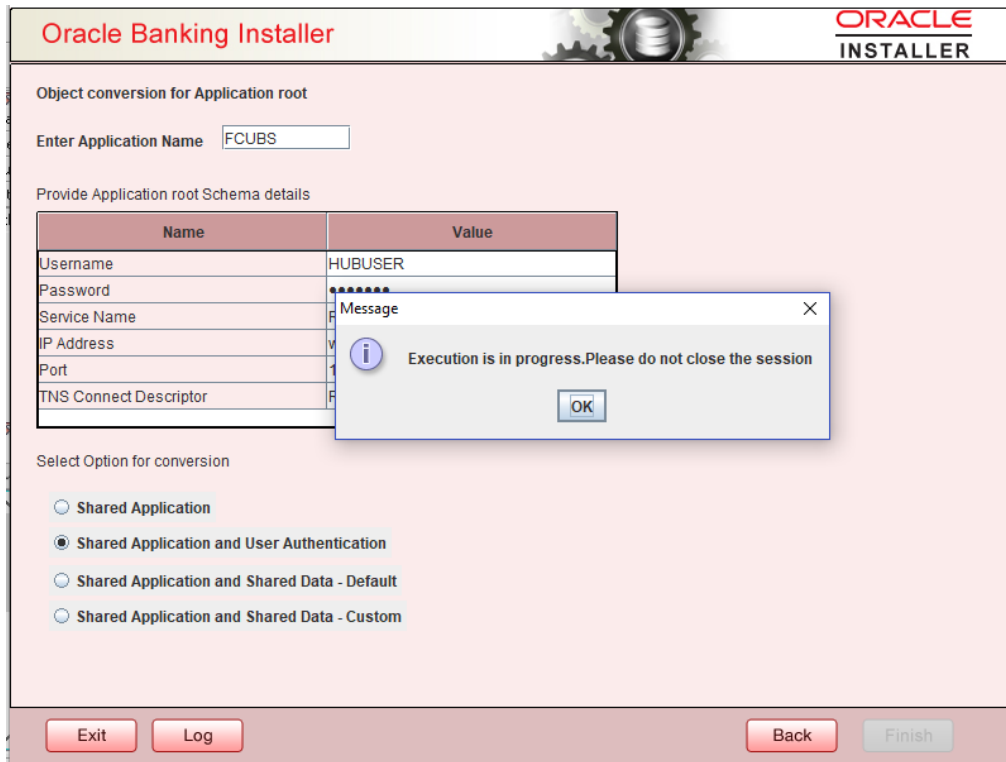 Oracle Banking Installer
ORACLE
INSTALLER
Object conversion for Application root
Enter Application Name FCUBS
Provide Application root Schema details
Name Value
Username HUBUSER
Password •••••••
Service Name
IP Address
Port
TNS Connect Descriptor
Message
Execution is in progress.Please do not close the session
OK
Select Option for conversion
Shared Application
Shared Application and User Authentication
Shared Application and Shared Data - Default
Shared Application and Shared Data - Custom
Exit Log Back Finish